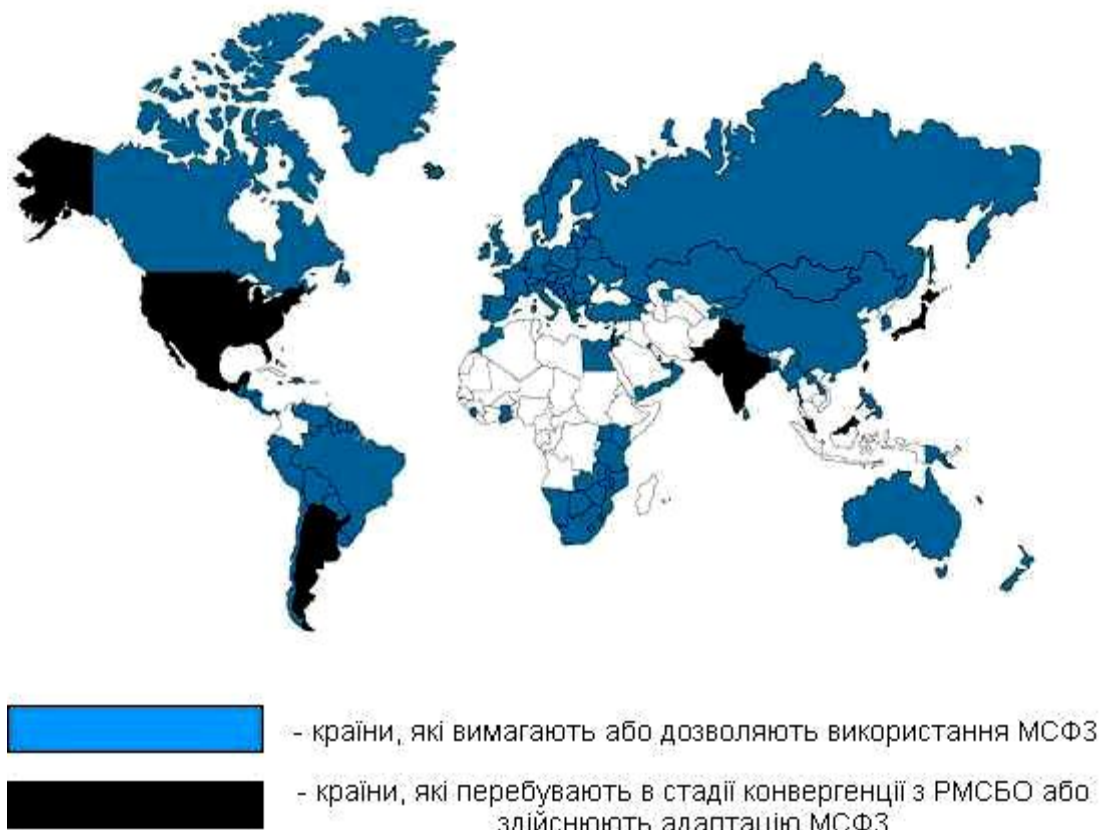 - країни, які вимагають або дозволяють використання МСФЗ
- країни, які перебувають в стадії конвергенції з РМСБО або
здійснюють адаптацію МСФЗ